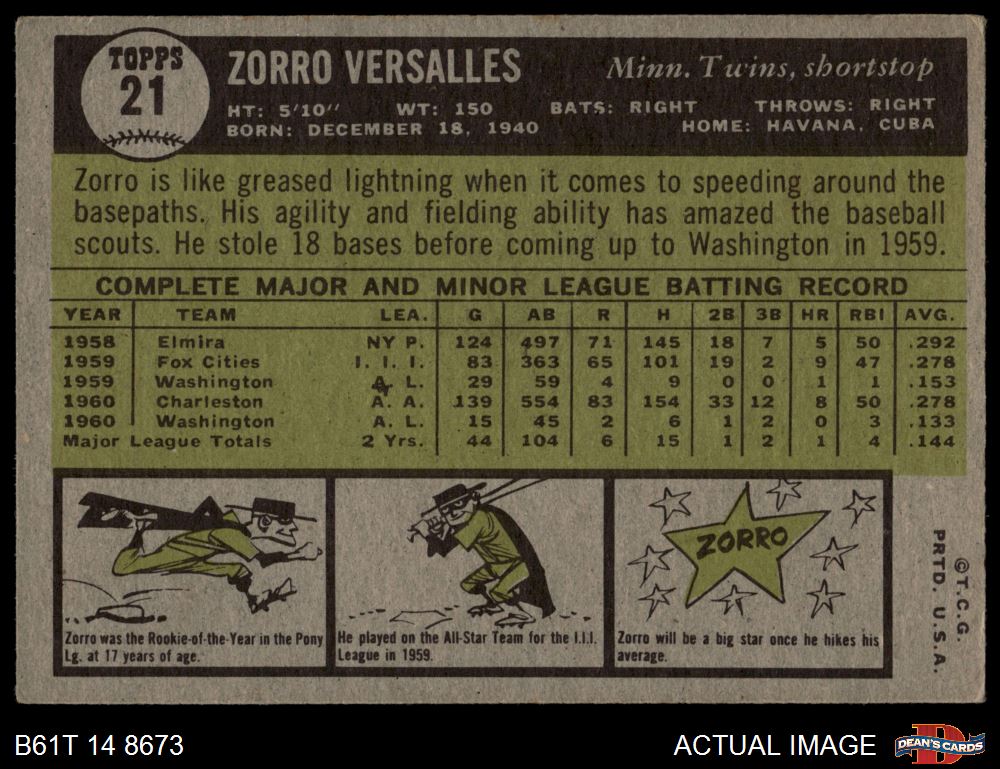 TOPPS
21
ZORRO VERSALLES
Minn. Twins, shortstop
HT: 5'10" WT: 150 BATS: RIGHT THROWS: RIGHT
BORN: DECEMBER 18, 1940 HOME: HAVANA, CUBA
Zorro is like greased lightning when it comes to speeding around the
basepaths. His agility and fielding ability has amazed the baseball
scouts. He stole 18 bases before coming up to Washington in 1959.
COMPLETE MAJOR AND MINOR LEAGUE BATTING RECORD
YEAR TEAM LEA. G AB R H 2B 3B HR RBI AVG.
1958 Elmira NY P. 124 497 71 145 18 7 5 50 .292
1959 Fox Cities I. I. I. 83 363 65 101 19 2 9 47 .278
1959 Washington A. L. 29 59 4 9 0 0 1 1 .153
1960 Charleston A. A. 139 554 83 154 33 12 8 50 .278
1960 Washington A. L. 15 45 2 6 1 2 0 3 .133
Major League Totals 2 Yrs. 44 104 6 15 1 2 1 4 .144
Zorro was the Rookie-of-the-Year in the Pony
Lg. at 17 years of age.
He played on the All-Star Team for the I.I.I.
League in 1959.
ZORRO
Zorro will be a big star once he hikes his
average.
©T.C.G.
PRTD. U.S.A.
B61T 14 8673
ACTUAL IMAGE
D
DEAN'S CARDS